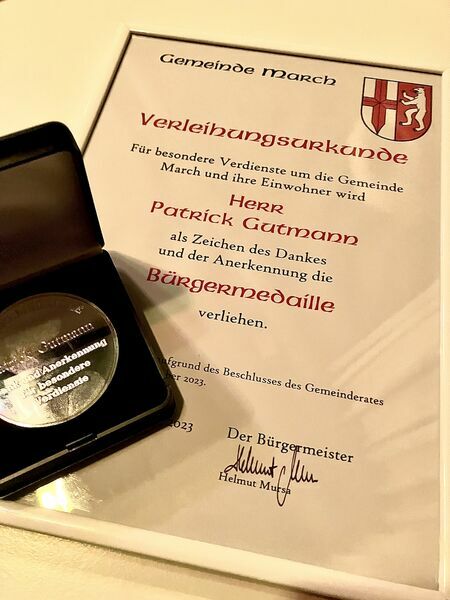 Gemeinde March
Verleihungsurkunde
Für besondere Verdienste um die Gemeinde
March und ihre Einwohner wird
Herr
Patrick Gutmann
als Zeichen des Dankes
und der Anerkennung die
Bürgermedaille
verliehen.
aufgrund des Beschlusses des Gemeinderates
2023.
2023
Der Bürgermeister
Helmut Mursa
Gutmann
Anerkennung
besondere
Verdienste